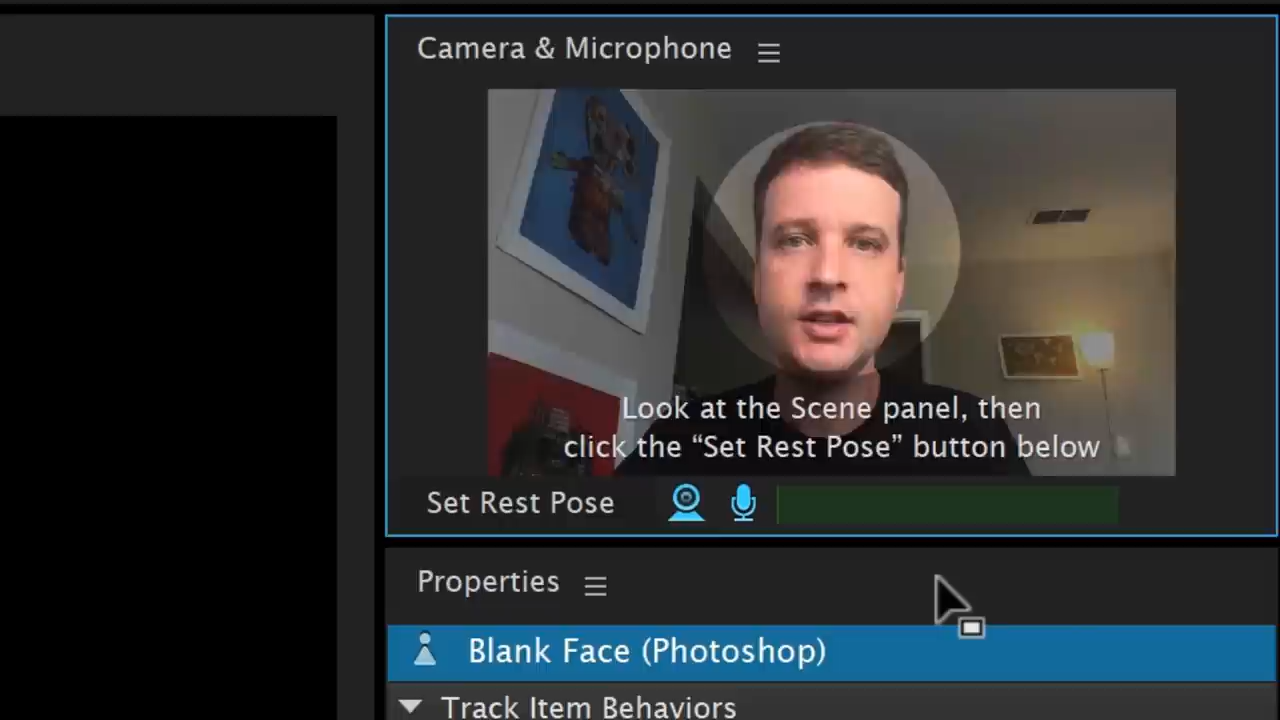 Camera & Microphone
Look at the Scene panel, then
click the “Set Rest Pose” button below
Set Rest Pose
Properties
Blank Face (Photoshop)
Track Item Behaviors